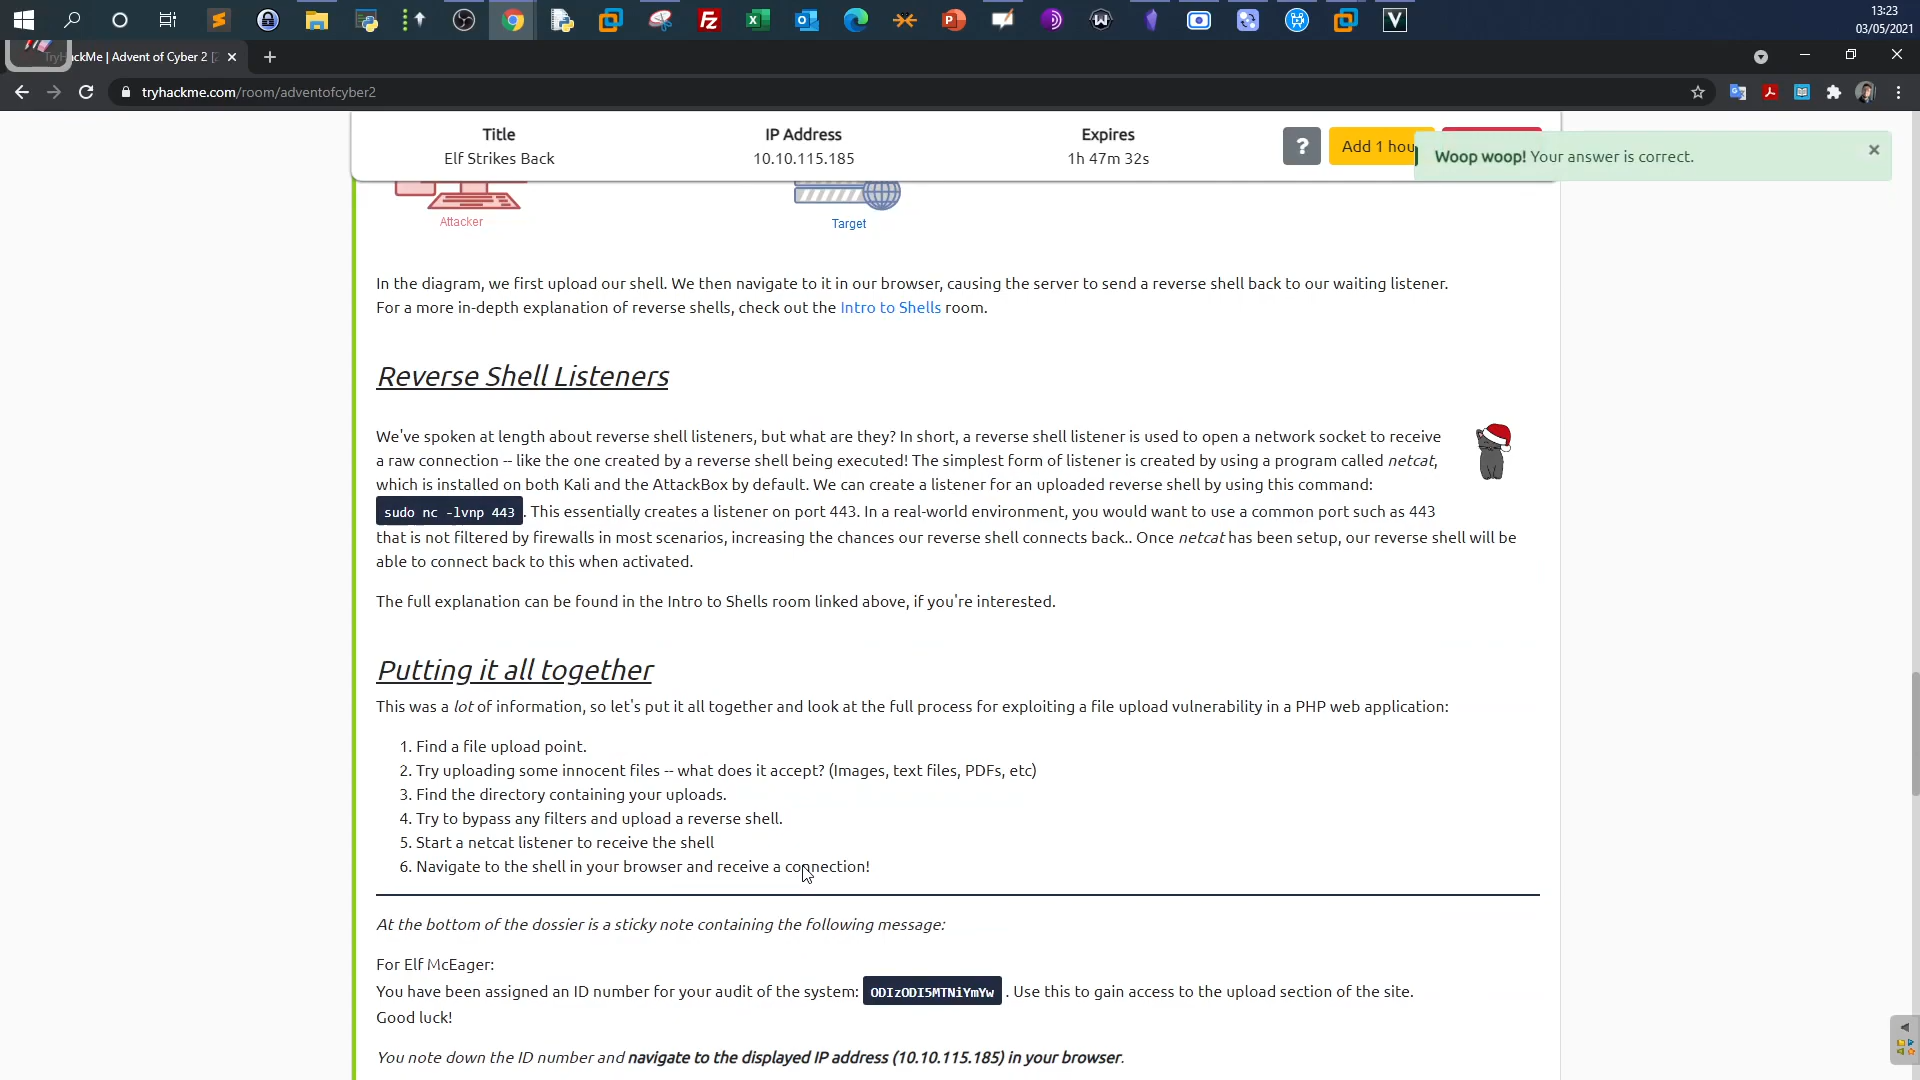 13:23
03/05/2021
TryHackMe | Advent of Cyber 2 [
tryhackme.com/room/adventofcyber2
Title
IP Address
Expires
Elf Strikes Back
10.10.115.185
1h 47m 32s
?
Add 1 hou
Woop woop! Your answer is correct.
Attacker
Target
In the diagram, we first upload our shell. We then navigate to it in our browser, causing the server to send a reverse shell back to our waiting listener.
For a more in-depth explanation of reverse shells, check out the Intro to Shells room.
Reverse Shell Listeners
We've spoken at length about reverse shell listeners, but what are they? In short, a reverse shell listener is used to open a network socket to receive
a raw connection -- like the one created by a reverse shell being executed! The simplest form of listener is created by using a program called netcat,
which is installed on both Kali and the AttackBox by default. We can create a listener for an uploaded reverse shell by using this command:
sudo nc -lvnp 443 . This essentially creates a listener on port 443. In a real-world environment, you would want to use a common port such as 443
that is not filtered by firewalls in most scenarios, increasing the chances our reverse shell connects back.. Once netcat has been setup, our reverse shell will be
able to connect back to this when activated.
The full explanation can be found in the Intro to Shells room linked above, if you're interested.
Putting it all together
This was a lot of information, so let's put it all together and look at the full process for exploiting a file upload vulnerability in a PHP web application:
1. Find a file upload point.
2. Try uploading some innocent files -- what does it accept? (Images, text files, PDFs, etc)
3. Find the directory containing your uploads.
4. Try to bypass any filters and upload a reverse shell.
5. Start a netcat listener to receive the shell
6. Navigate to the shell in your browser and receive a connection!
At the bottom of the dossier is a sticky note containing the following message:
For Elf McEager:
You have been assigned an ID number for your audit of the system: ODIzODI5MTNiYmYw . Use this to gain access to the upload section of the site.
Good luck!
You note down the ID number and navigate to the displayed IP address (10.10.115.185) in your browser.